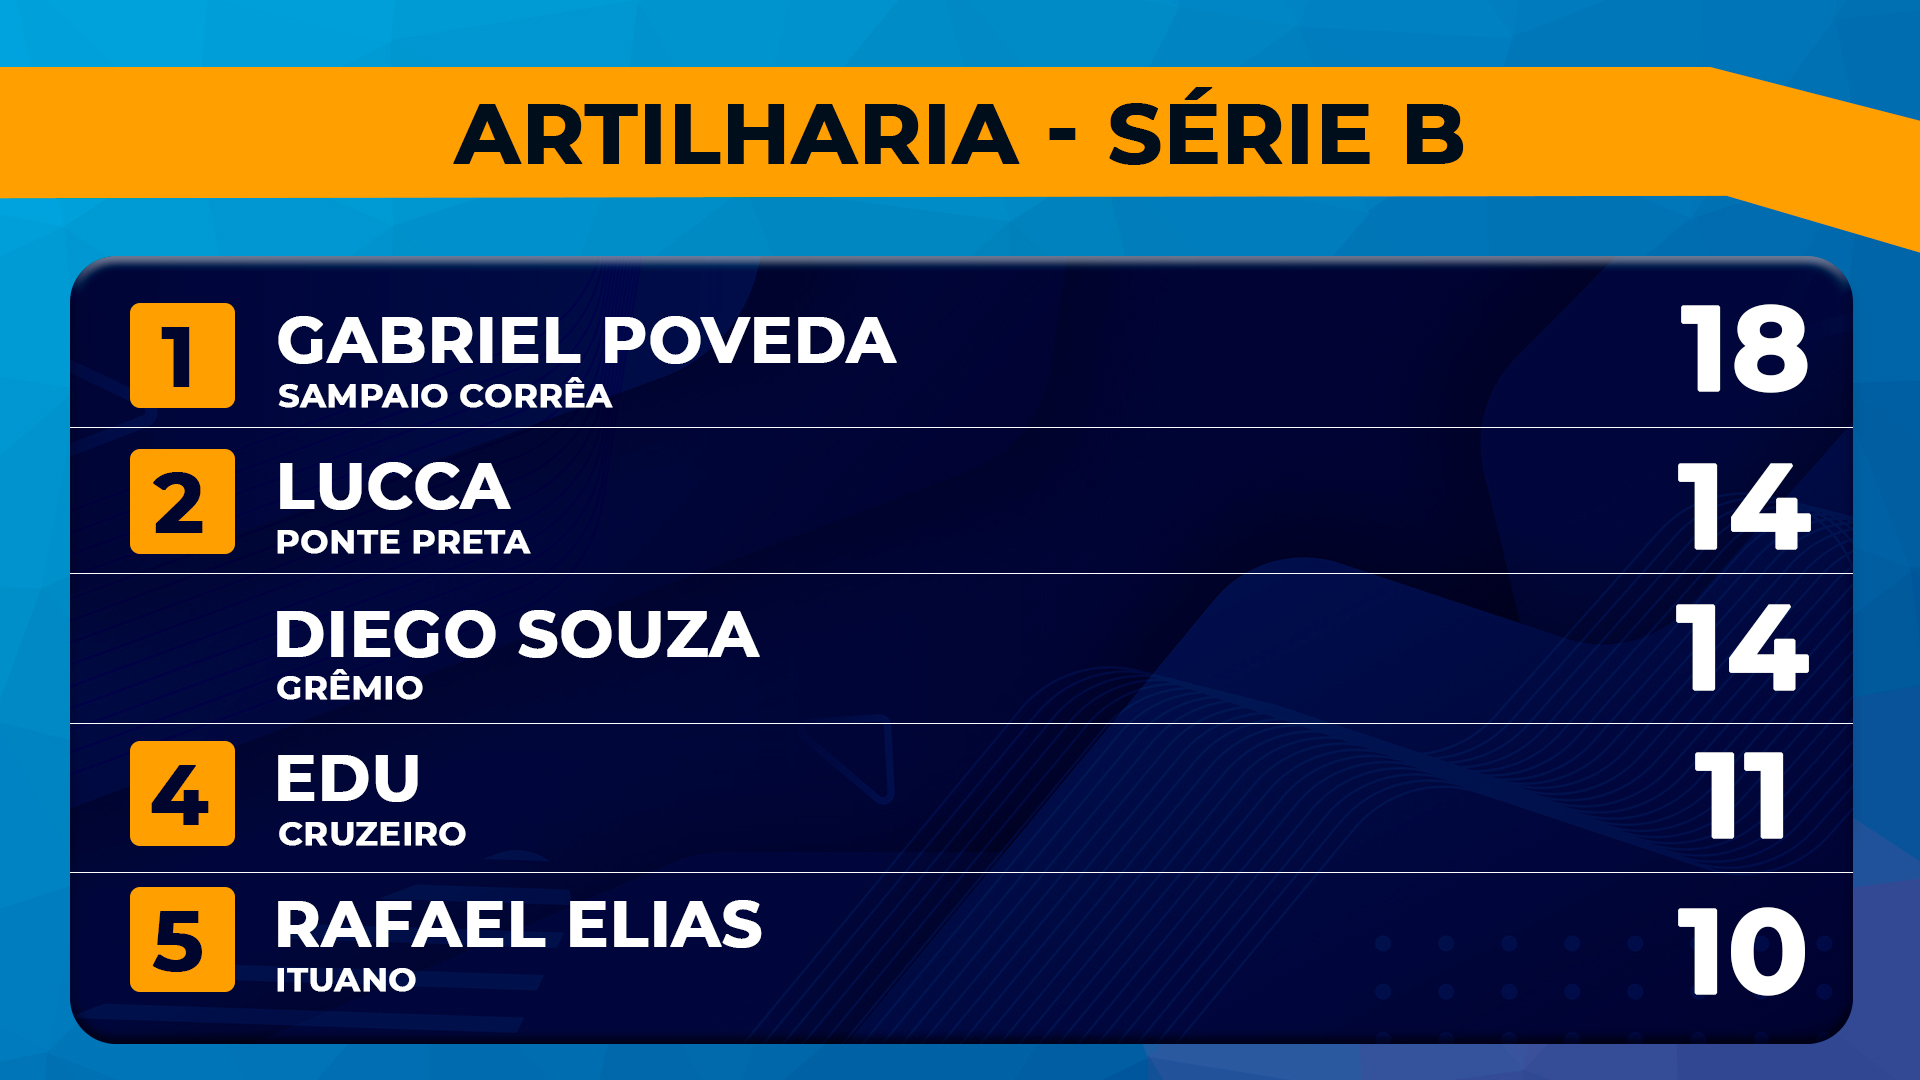 ARTILHARIA - SÉRIE B
1 GABRIEL POVEDA 18
SAMPAIO CORRÊA
2 LUCCA 14
PONTE PRETA
DIEGO SOUZA 14
GRÊMIO
4 EDU 11
CRUZEIRO
5 RAFAEL ELIAS 10
ITUANO